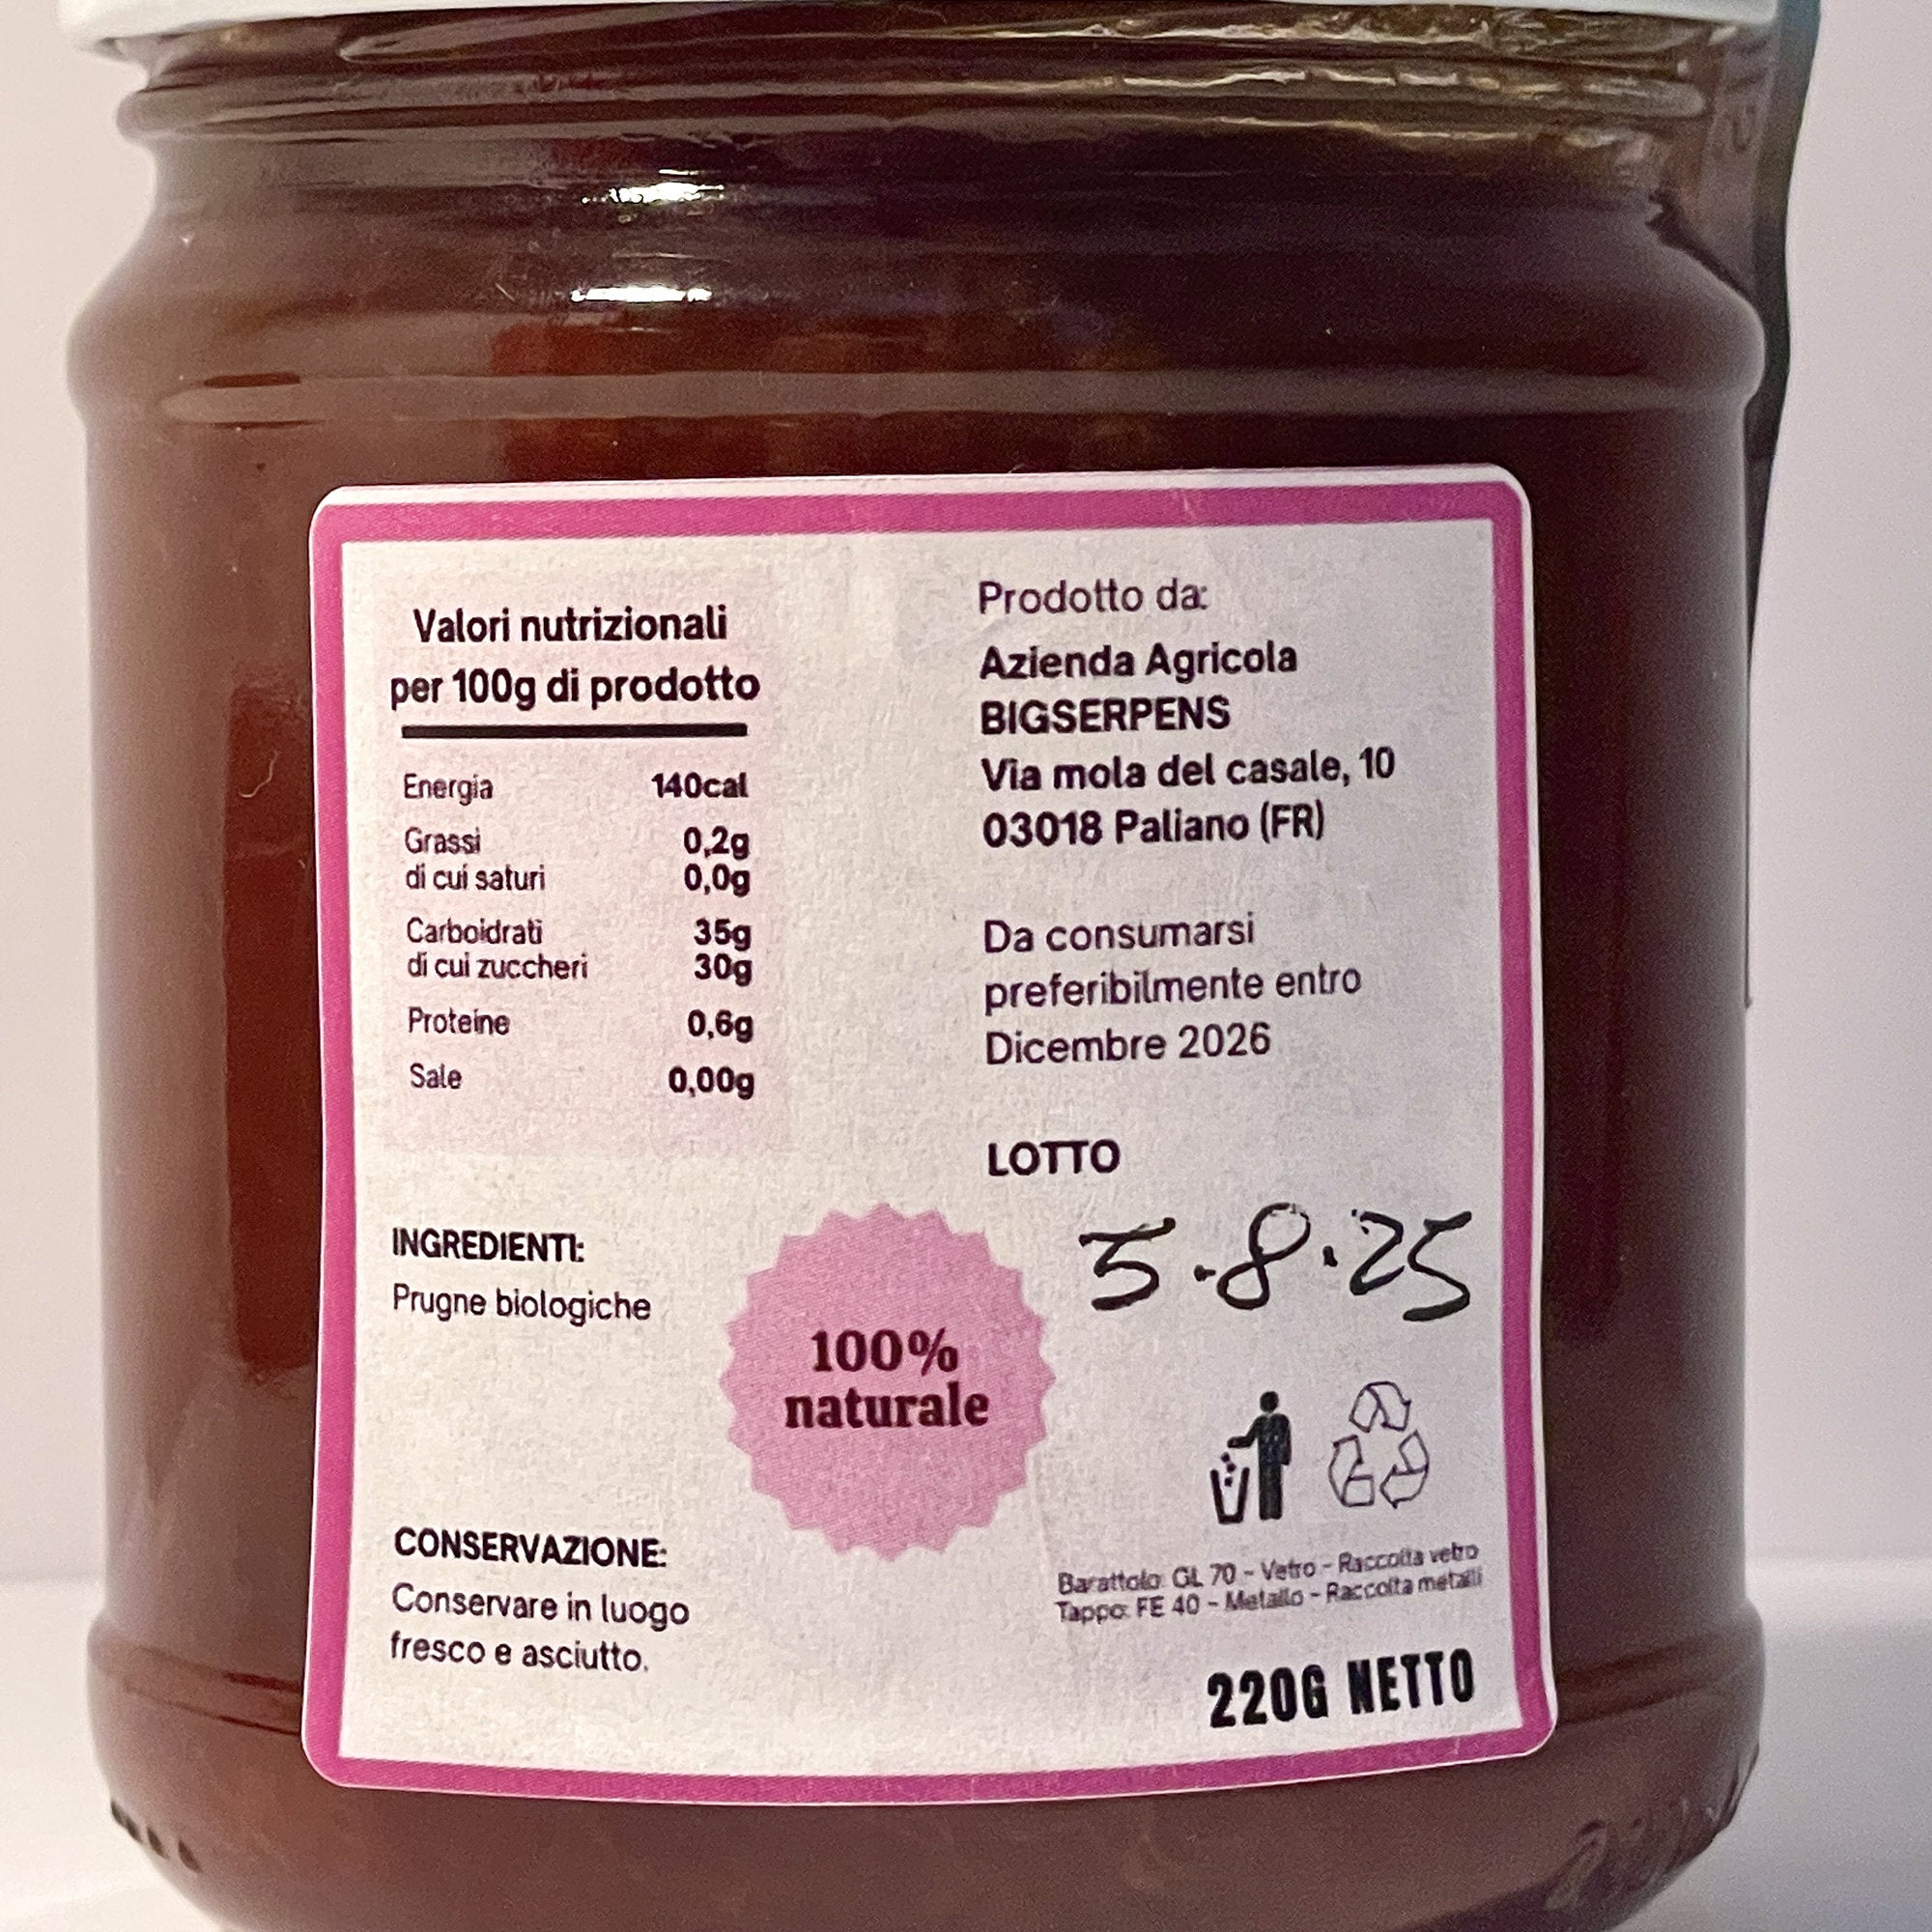 Valori nutrizionali
per 100g di prodotto
Energia 140cal
Grassi 0,2g
di cui saturi 0,0g
Carboidrati 35g
di cui zuccheri 30g
Proteine 0,6g
Sale 0,00g
INGREDIENTI:
Prugne biologiche
CONSERVAZIONE:
Conservare in luogo
fresco e asciutto.
100%
naturale
Prodotto da:
Azienda Agricola
BIGSERPENS
Via mola del casale, 10
03018 Paliano (FR)
Da consumarsi
preferibilmente entro
Dicembre 2026
LOTTO
5.8.25
Barattolo: GL 70 - Vetro - Raccolta vetro
Tappo: FE 40 - Metallo - Raccolta metalli
220G NETTO